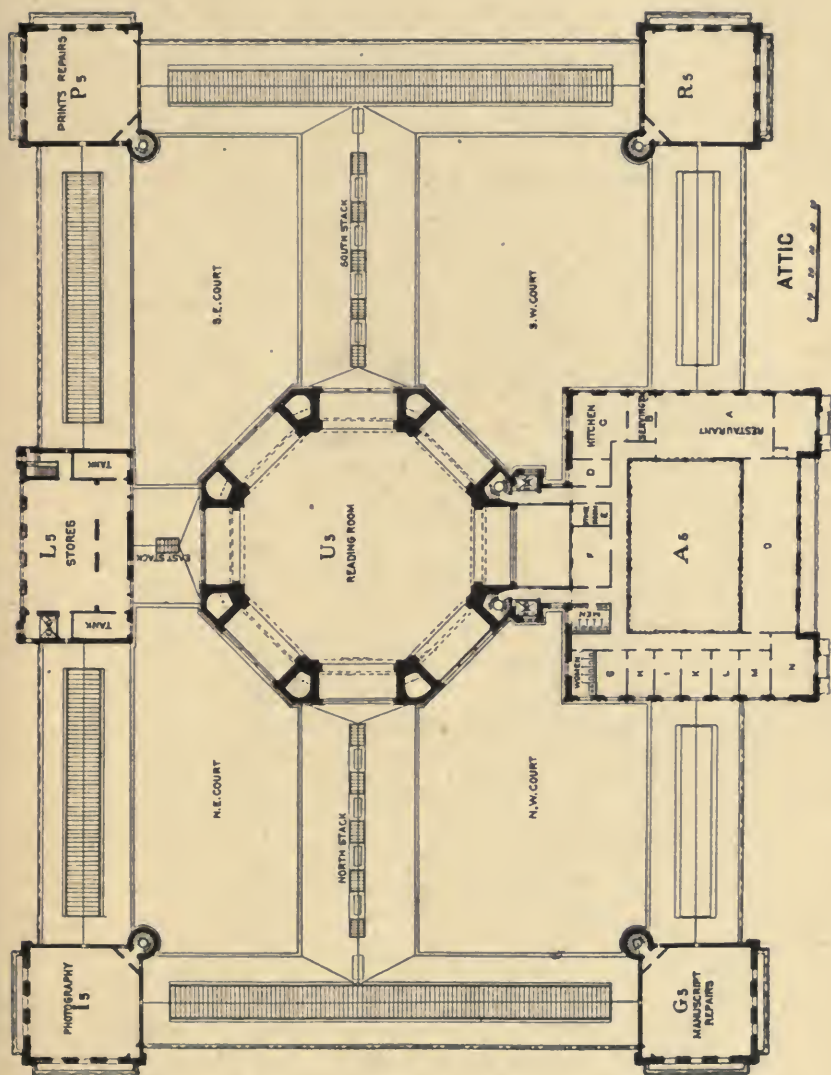 PHOTOGRAPHY
I5
L5
STORES
TANK
TANK
PRINTS REPAIRS
P5
N.E. COURT
EAST STACK
S.E. COURT
NORTH STACK
U5
READING ROOM
SOUTH STACK
N.W. COURT
S.W. COURT
WOMEN
MEN
F
E
D
KITCHEN
C
SERVING
B
A
RESTAURANT
G
H
I
K
L
M
N
O
A6
G5
MANUSCRIPT
REPAIRS
R5
ATTIC